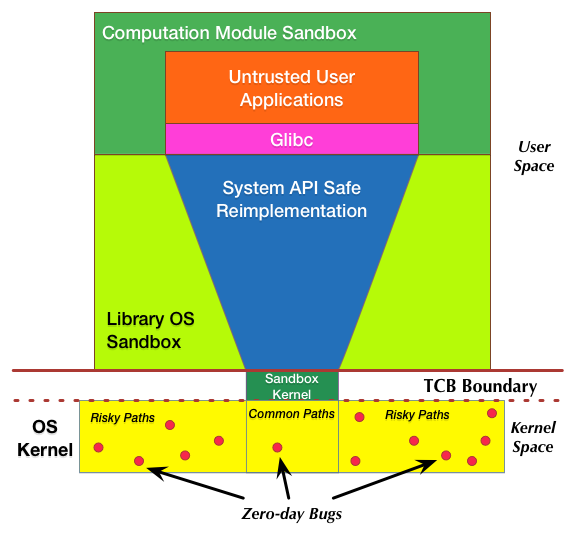 Computation Module Sandbox
Untrusted User
Applications
Glibc
User
Space
System API Safe
Reimplementation
Library OS
Sandbox
Sandbox
Kernel
TCB Boundary
OS
Kernel
Risky Paths
Common Paths
Risky Paths
Kernel
Space
Zero-day Bugs